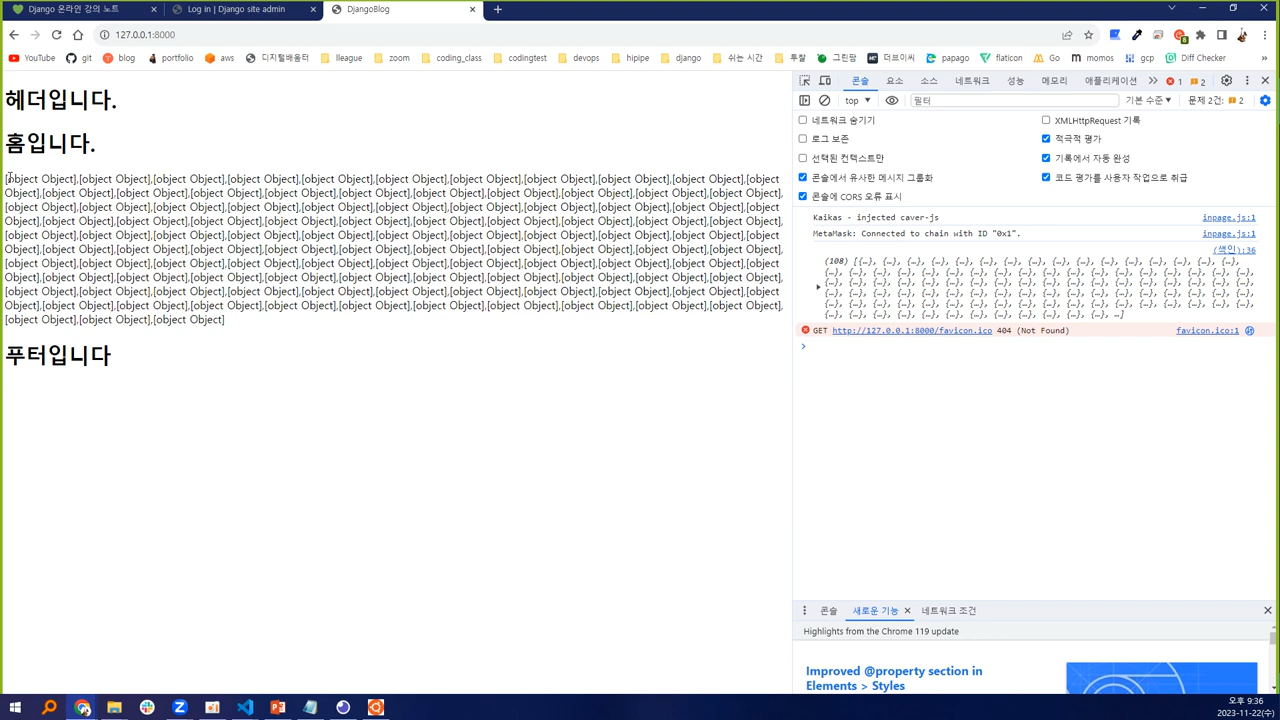 Django 온라인 강의 노트
Log in | Django site admin
DjangoBlog
127.0.0.1:8000
YouTube
git
blog
portfolio
aws
디지털배움터
lleague
zoom
coding_class
codingtest
devops
hipipe
django
쉬는 시간
투찰
그린팜
더브이씨
papago
flaticon
Go
momos
gcp
Diff Checker
헤더입니다.
홈입니다.
[object Object],[object Object],[object Object],[object Object],[object Object],[object Object],[object Object],[object Object],[object Object],[object Object],[object
Object],[object Object],[object Object],[object Object],[object Object],[object Object],[object Object],[object Object],[object Object],[object Object],[object Object],
[object Object],[object Object],[object Object],[object Object],[object Object],[object Object],[object Object],[object Object],[object Object],[object Object],[object
Object],[object Object],[object Object],[object Object],[object Object],[object Object],[object Object],[object Object],[object Object],[object Object],[object Object],
[object Object],[object Object],[object Object],[object Object],[object Object],[object Object],[object Object],[object Object],[object Object],[object Object],[object
Object],[object Object],[object Object],[object Object],[object Object],[object Object],[object Object],[object Object],[object Object],[object Object],[object Object],
[object Object],[object Object],[object Object],[object Object],[object Object],[object Object],[object Object],[object Object],[object Object],[object Object],[object
Object],[object Object],[object Object],[object Object],[object Object],[object Object],[object Object],[object Object],[object Object],[object Object],[object Object],
[object Object],[object Object],[object Object],[object Object],[object Object],[object Object],[object Object],[object Object],[object Object],[object Object],[object
Object],[object Object],[object Object],[object Object],[object Object],[object Object],[object Object],[object Object],[object Object],[object Object],[object Object],
[object Object],[object Object],[object Object]
푸터입니다
콘솔
요소
소스
네트워크
성능
메모리
애플리케이션
1
2
top
필터
기본 수준
문제 2건: 2
네트워크 숨기기
XMLHttpRequest 기록
로그 보존
적극적 평가
선택된 컨텍스트만
기록에서 자동 완성
콘솔에서 유사한 메시지 그룹화
코드 평가를 사용자 작업으로 취급
콘솔에 CORS 오류 표시
Kaikas - injected caver-js
inpage.js:1
MetaMask: Connected to chain with ID "0x1".
inpage.js:1
(색인):36
(108) [{…}, {…}, {…}, {…}, {…}, {…}, {…}, {…}, {…}, {…}, {…}, {…}, {…}, {…}, {…}, {…},
{…}, {…}, {…}, {…}, {…}, {…}, {…}, {…}, {…}, {…}, {…}, {…}, {…}, {…}, {…}, {…}, {…}, {…},
{…}, {…}, {…}, {…}, {…}, {…}, {…}, {…}, {…}, {…}, {…}, {…}, {…}, {…}, {…}, {…}, {…}, {…},
{…}, {…}, {…}, {…}, {…}, {…}, {…}, {…}, {…}, {…}, {…}, {…}, {…}, {…}, {…}, {…}, {…}, {…},
{…}, {…}, {…}, {…}, {…}, {…}, {…}, {…}, {…}, {…}, {…}, {…}, {…}, {…}, {…}, {…}, {…}, {…},
{…}, {…}, {…}, {…}, {…}, {…}, {…}, {…}, {…}, {…}, {…}, {…}, …]
GET http://127.0.0.1:8000/favicon.ico 404 (Not Found)
favicon.ico:1
콘솔
새로운 기능
네트워크 조건
Highlights from the Chrome 119 update
Improved @property section in
Elements > Styles
오후 9:36
2023-11-22(수)